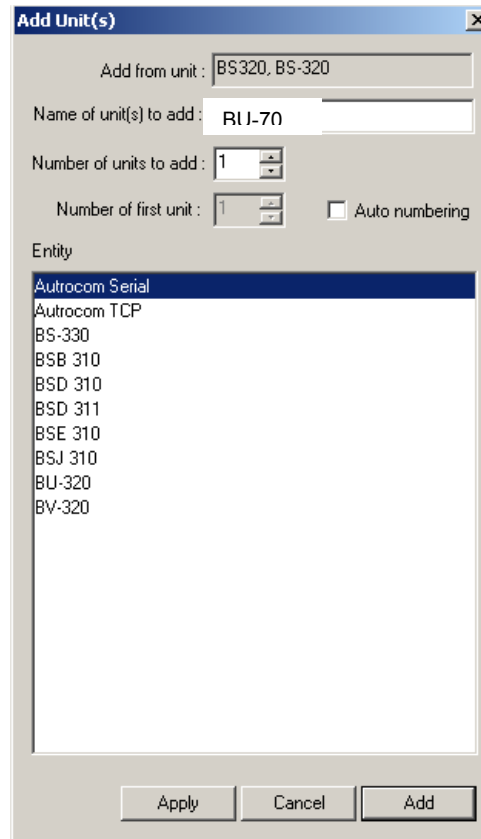 Add Unit(s)
Add from unit : BS320, BS-320
Name of unit(s) to add : BU-70
Number of units to add : 1
Number of first unit : 1 Auto numbering
Entity
Autrocom Serial
Autrocom TCP
BS-330
BSB 310
BSD 310
BSD 311
BSE 310
BSJ 310
BU-320
BV-320
Apply Cancel Add